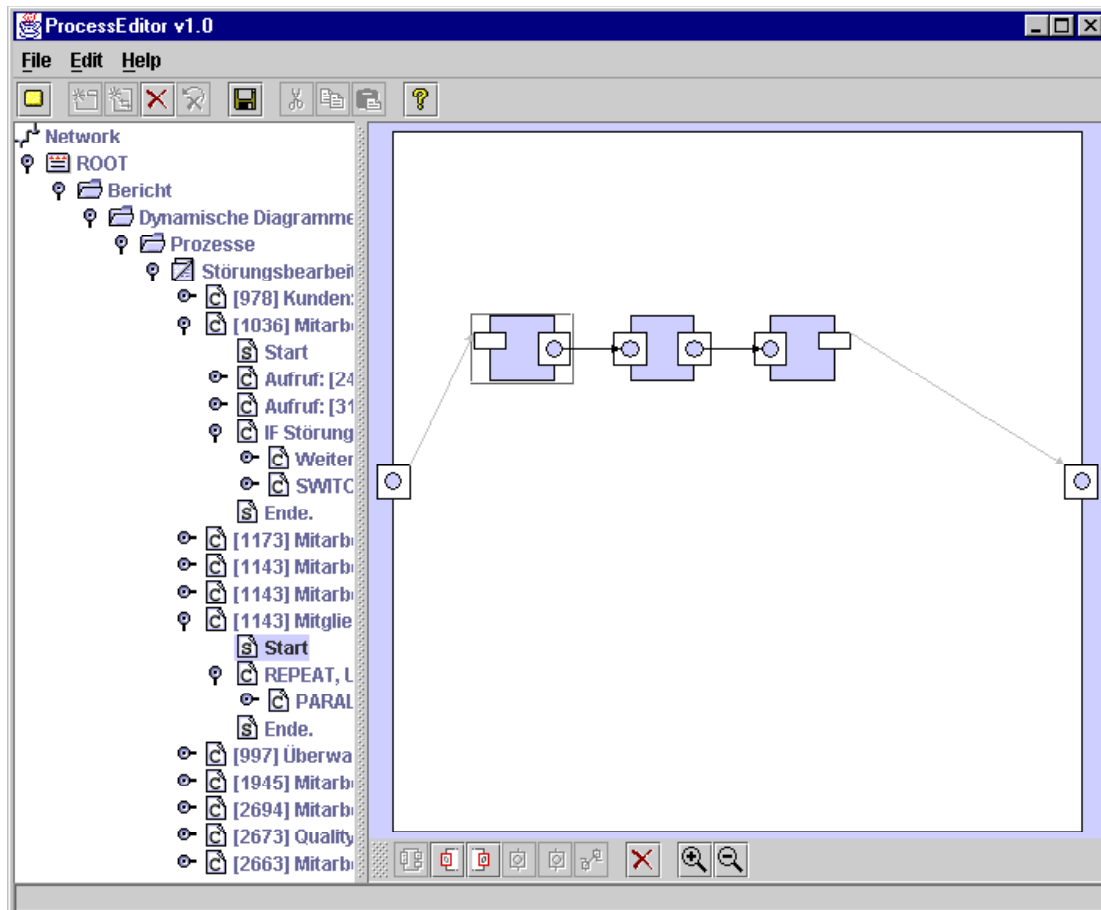 ProcessEditor v1.0
File Edit Help
Network
ROOT
Bericht
Dynamische Diagramme
Prozesse
Störungsbearbeit
[978] Kunden:
[1036] Mitarb
Start
Aufruf: [24
Aufruf: [31
IF Störung
Weiter
SWITC
Ende.
[1173] Mitarb
[1143] Mitarb
[1143] Mitarb
[1143] Mitglie
Start
REPEAT, U
PARAL
Ende.
[997] Überwa
[1945] Mitarb
[2694] Mitarb
[2673] Quality
[2663] Mitarb